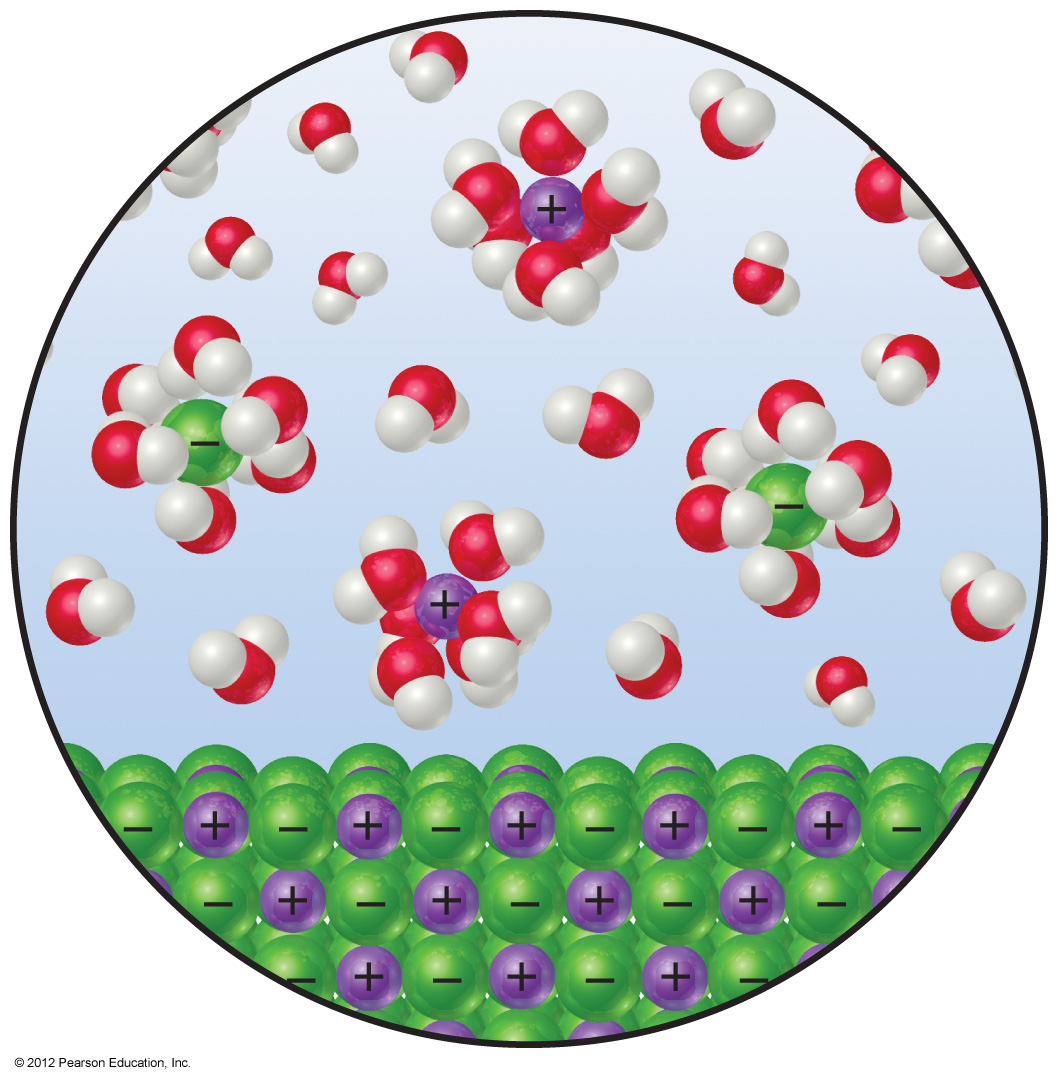 +
−
−
+
− + − + − + − + − + −
− + − + − + − + −
− + − + − + −
© 2012 Pearson Education, Inc.